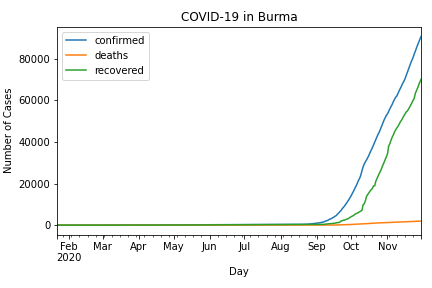 COVID-19 in Burma
confirmed
deaths
recovered
Number of Cases
80000
60000
40000
20000
0
Feb Mar Apr May Jun Jul Aug Sep Oct Nov
2020
Day